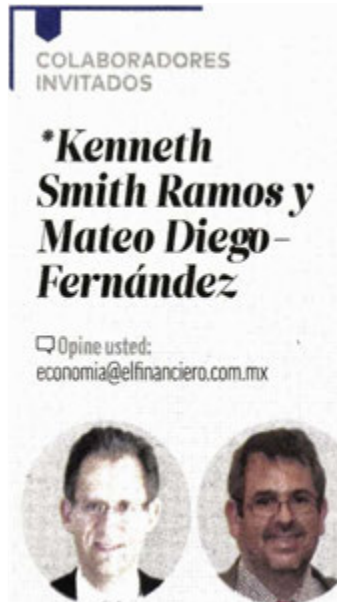 COLABORADORES
INVITADOS
*Kenneth
Smith Ramos y
Mateo Diego-
Fernández
Opine usted:
economia@elfinanciero.com.mx